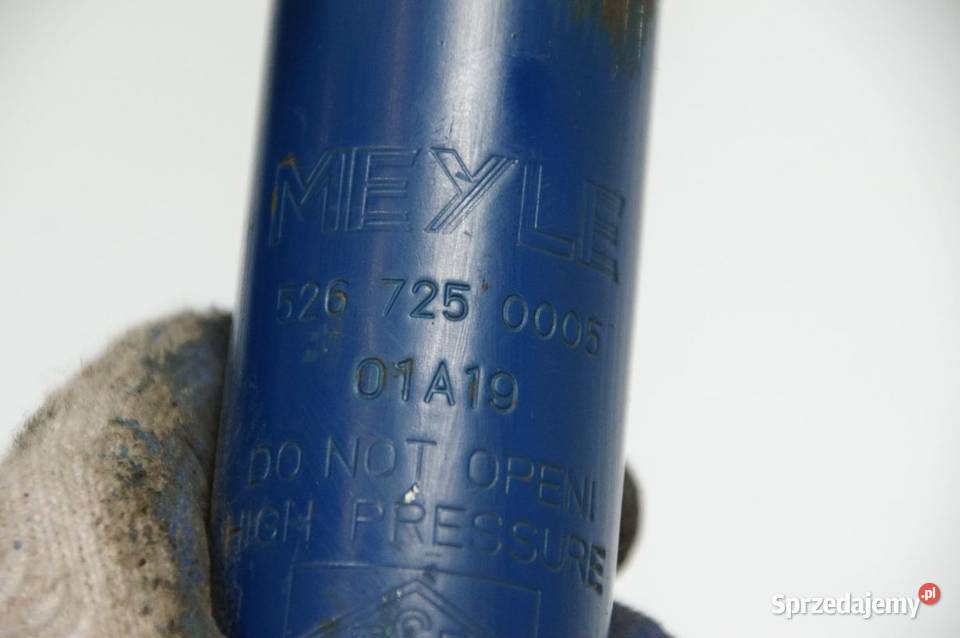 MEYLE
526 725 0005
01A19
DO NOT OPEN!
HIGH PRESSURE
Sprzedajemy.pl